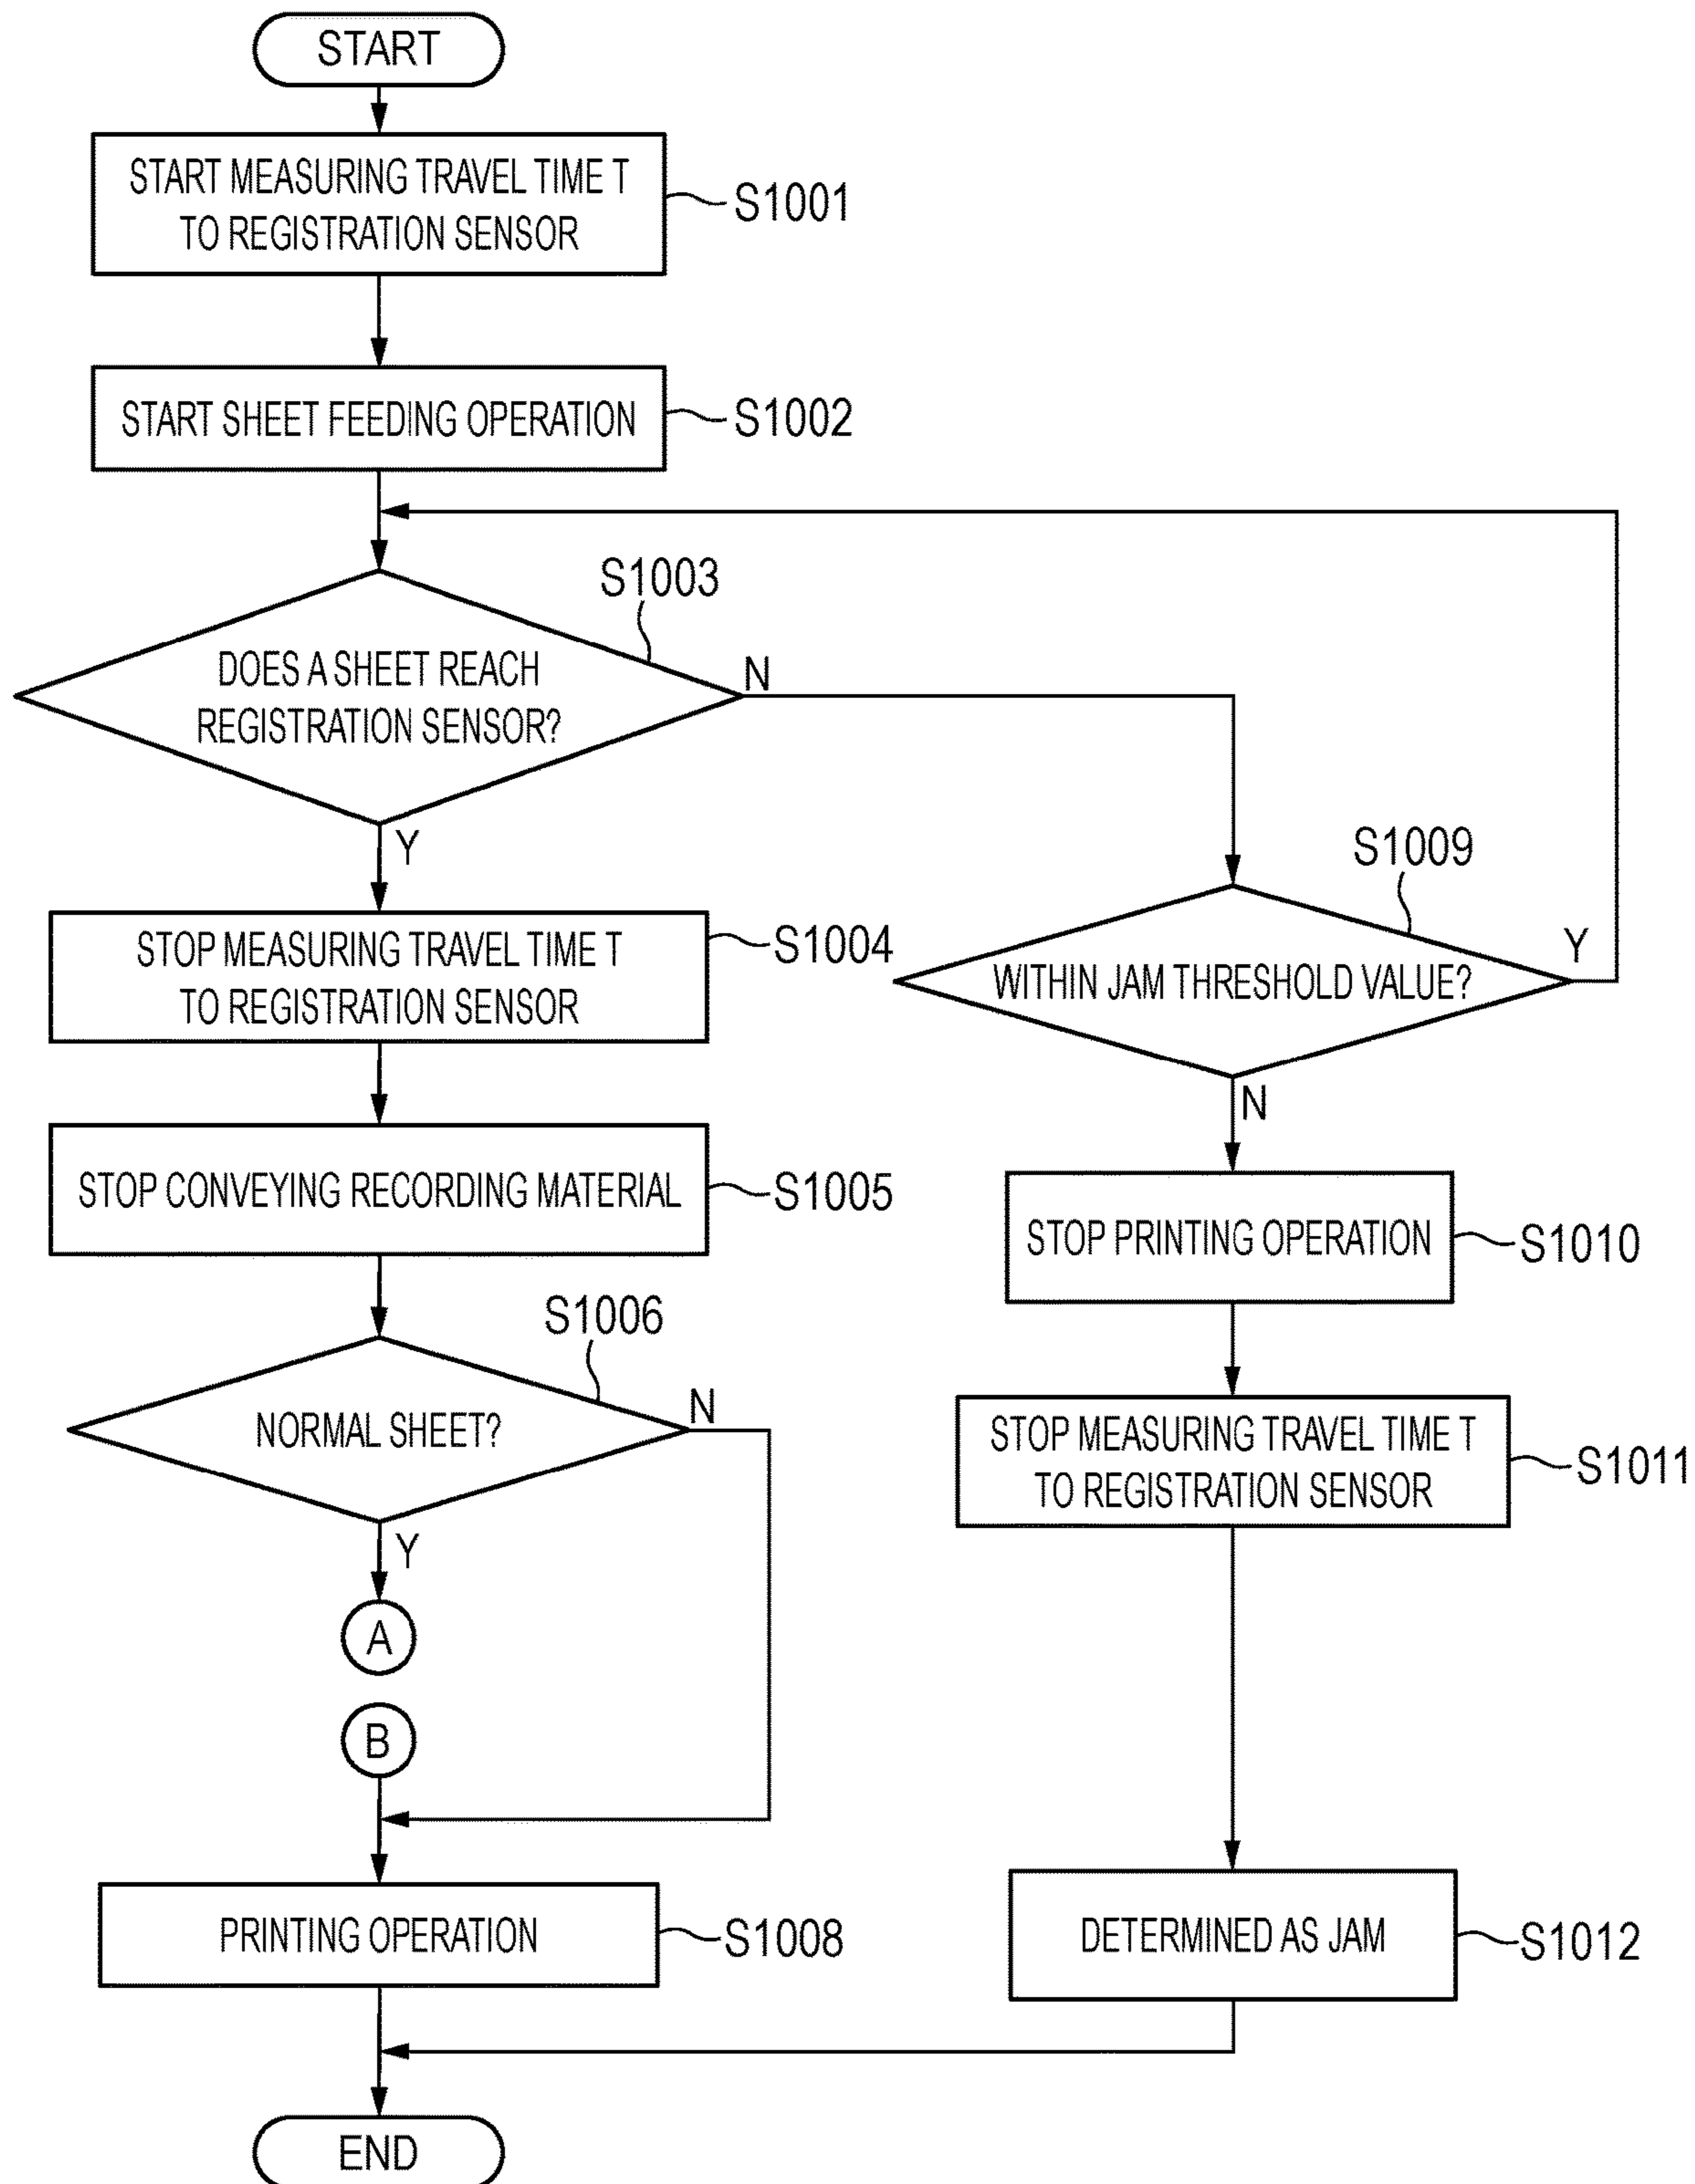 START
START MEASURING TRAVEL TIME T
TO REGISTRATION SENSOR
S1001
START SHEET FEEDING OPERATION
S1002
S1003
DOES A SHEET REACH
REGISTRATION SENSOR?
N
Y
S1009
WITHIN JAM THRESHOLD VALUE?
Y
N
STOP MEASURING TRAVEL TIME T
TO REGISTRATION SENSOR
S1004
STOP CONVEYING RECORDING MATERIAL
S1005
STOP PRINTING OPERATION
S1010
S1006
NORMAL SHEET?
N
Y
STOP MEASURING TRAVEL TIME T
TO REGISTRATION SENSOR
S1011
A
B
PRINTING OPERATION
S1008
DETERMINED AS JAM
S1012
END